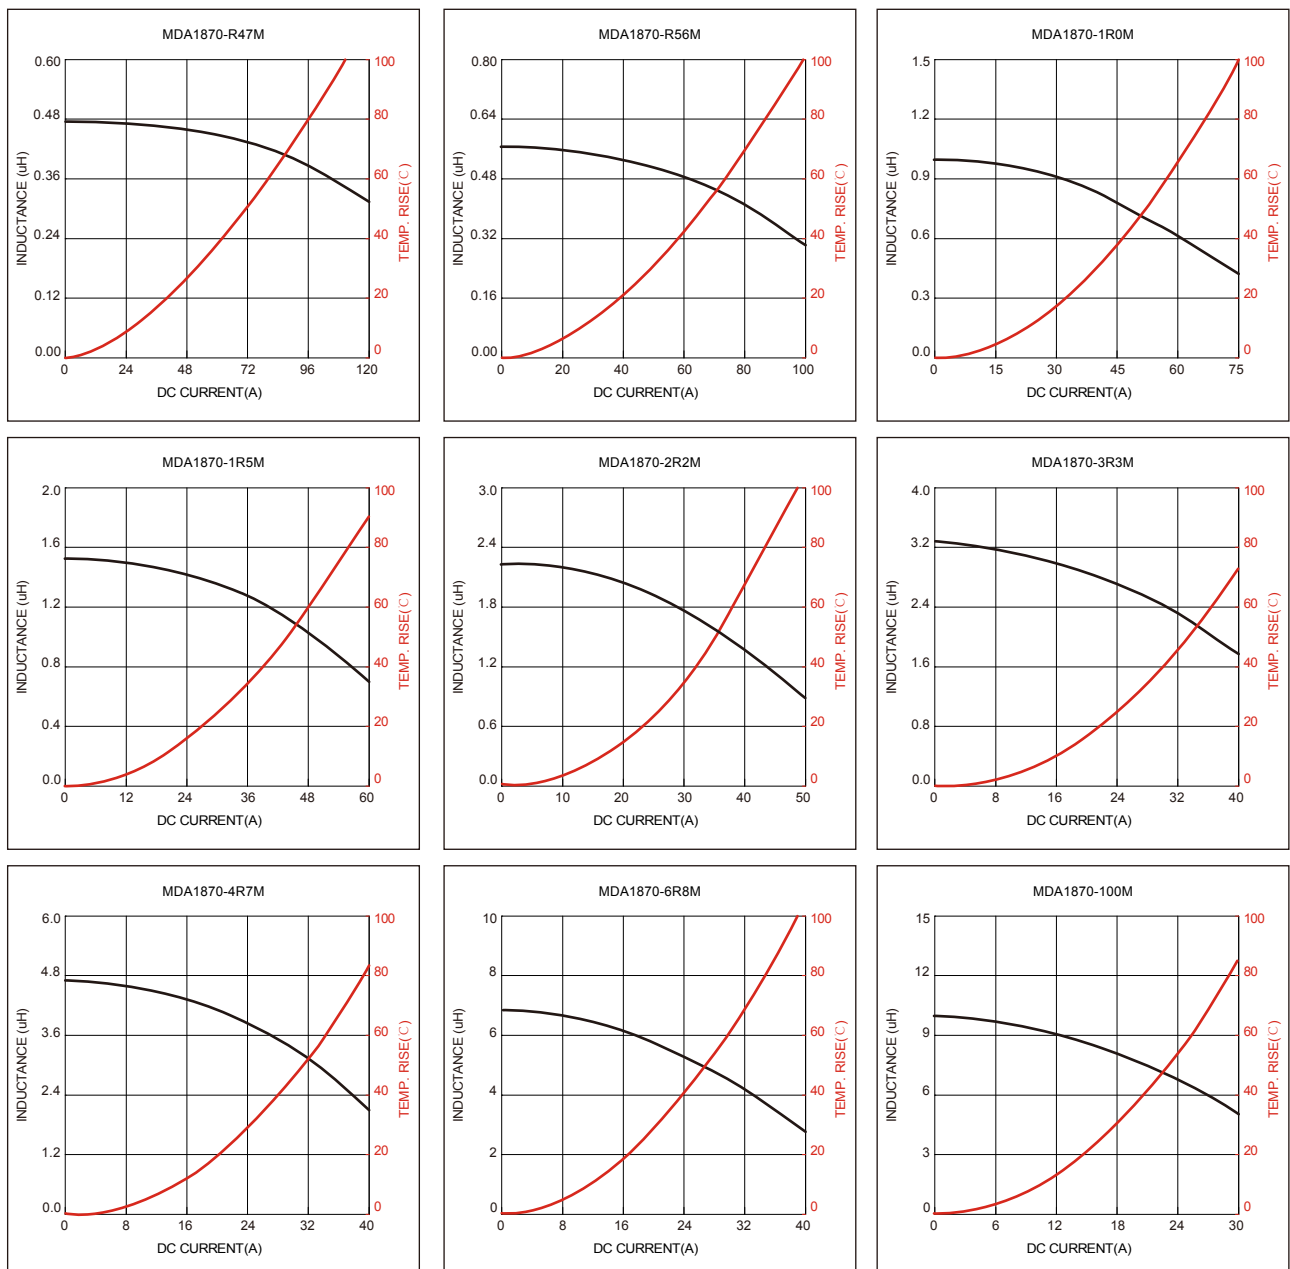 MDA1870-R47M
INDUCTANCE (uH)
TEMP. RISE(C)
0.60
0.48
0.36
0.24
0.12
0.00
100
80
60
40
20
0
0 24 48 72 96 120
DC CURRENT(A)
MDA1870-R56M
INDUCTANCE (uH)
TEMP. RISE(C)
0.80
0.64
0.48
0.32
0.16
0.00
100
80
60
40
20
0
0 20 40 60 80 100
DC CURRENT(A)
MDA1870-1R0M
INDUCTANCE (uH)
TEMP. RISE(C)
1.5
1.2
0.9
0.6
0.3
0.0
100
80
60
40
20
0
0 15 30 45 60 75
DC CURRENT(A)
MDA1870-1R5M
INDUCTANCE (uH)
TEMP. RISE(C)
2.0
1.6
1.2
0.8
0.4
0.0
100
80
60
40
20
0
0 12 24 36 48 60
DC CURRENT(A)
MDA1870-2R2M
INDUCTANCE (uH)
TEMP. RISE(C)
3.0
2.4
1.8
1.2
0.6
0.0
100
80
60
40
20
0
0 10 20 30 40 50
DC CURRENT(A)
MDA1870-3R3M
INDUCTANCE (uH)
TEMP. RISE(C)
4.0
3.2
2.4
1.6
0.8
0.0
100
80
60
40
20
0
0 8 16 24 32 40
DC CURRENT(A)
MDA1870-4R7M
INDUCTANCE (uH)
TEMP. RISE(C)
6.0
4.8
3.6
2.4
1.2
0.0
100
80
60
40
20
0
0 8 16 24 32 40
DC CURRENT(A)
MDA1870-6R8M
INDUCTANCE (uH)
TEMP. RISE(C)
10
8
6
4
2
0
100
80
60
40
20
0
0 8 16 24 32 40
DC CURRENT(A)
MDA1870-100M
INDUCTANCE (uH)
TEMP. RISE(C)
15
12
9
6
3
0
100
80
60
40
20
0
0 6 12 18 24 30
DC CURRENT(A)